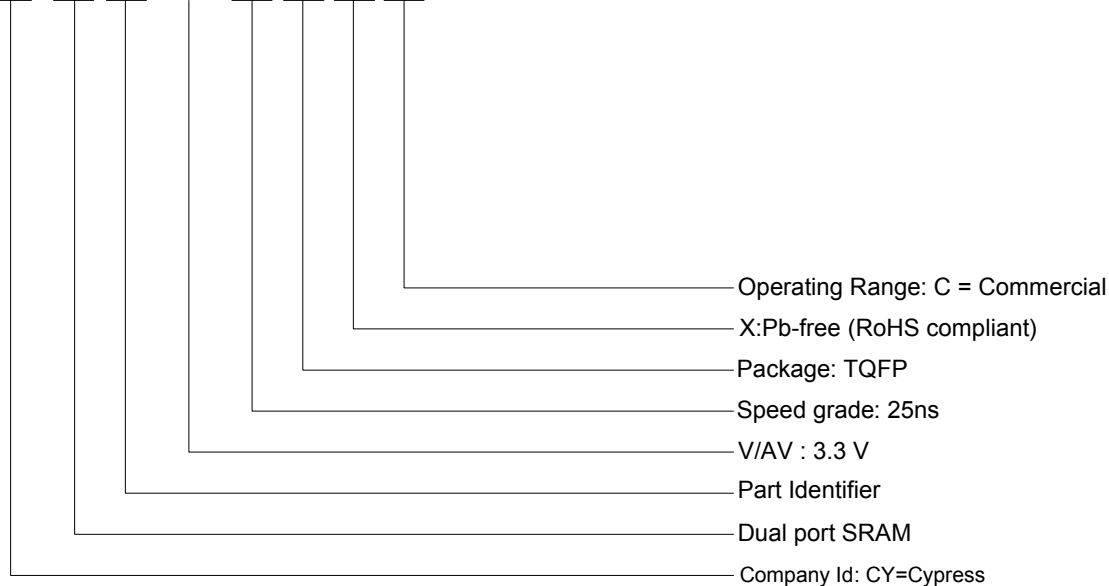 Operating Range: C = Commercial
X:Pb-free (RoHS compliant)
Package: TQFP
Speed grade: 25ns
V/AV : 3.3 V
Part Identifier
Dual port SRAM
Company Id: CY=Cypress